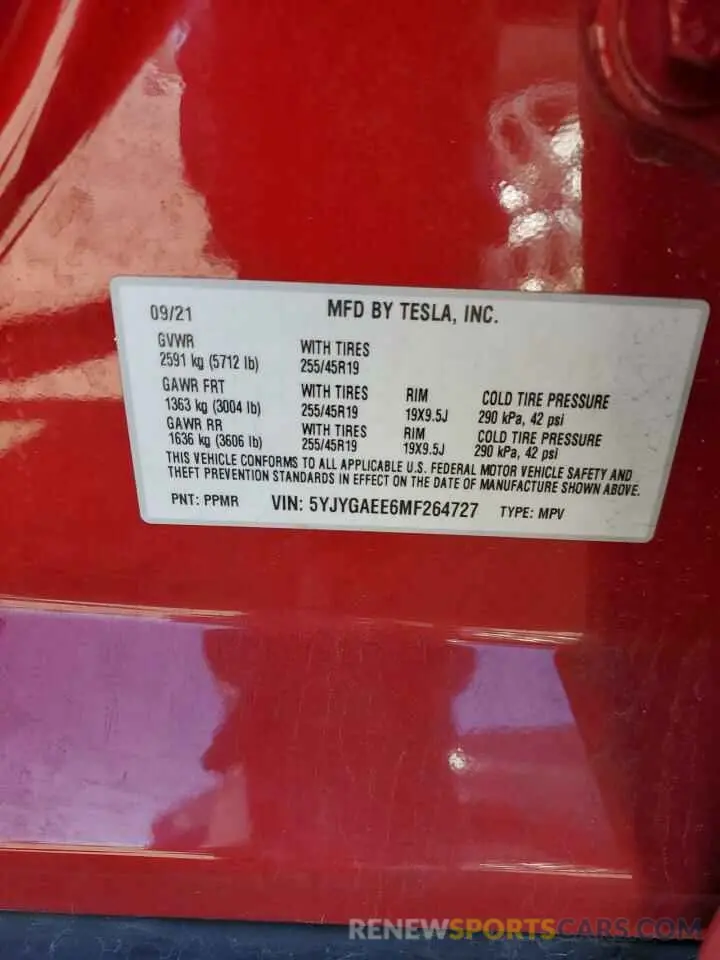 09/21 MFD BY TESLA, INC.
GVWR
2591 kg (5712 lb) WITH TIRES 255/45R19
GAWR FRT
1363 kg (3004 lb) WITH TIRES 255/45R19 RIM 19X9.5J COLD TIRE PRESSURE 290 kPa, 42 psi
GAWR RR
1636 kg (3606 lb) WITH TIRES 255/45R19 RIM 19X9.5J COLD TIRE PRESSURE 290 kPa, 42 psi
THIS VEHICLE CONFORMS TO ALL APPLICABLE U.S. FEDERAL MOTOR VEHICLE SAFETY AND
THEFT PREVENTION STANDARDS IN EFFECT ON THE DATE OF MANUFACTURE SHOWN ABOVE.
PNT: PPMR VIN: 5YJYGAEE6MF264727 TYPE: MPV
RENEWSPORTSCARS.COM